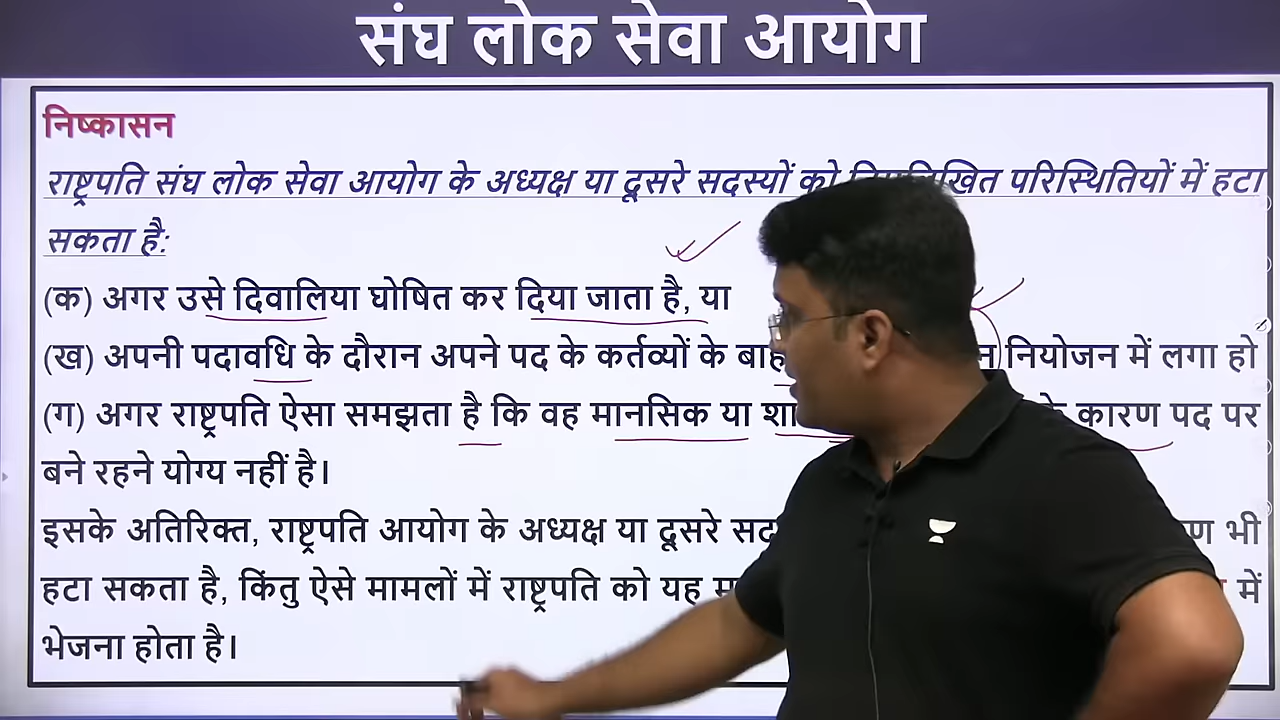 संघ लोक सेवा आयोग
निष्कासन
राष्ट्रपति संघ लोक सेवा आयोग के अध्यक्ष या दूसरे सदस्यों को परिस्थितियों में हटा
सकता है:
(क) अगर उसे दिवालिया घोषित कर दिया जाता है, या
(ख) अपनी पदावधि के दौरान अपने पद के कर्तव्यों के नियोजन में लगा हो
(ग) अगर राष्ट्रपति ऐसा समझता है कि वह मानसिक या कारण पद पर
बने रहने योग्य नहीं है।
इसके अतिरिक्त, राष्ट्रपति आयोग के अध्यक्ष या दूसरे भी
हटा सकता है, किंतु ऐसे मामलों में राष्ट्रपति को यह में
भेजना होता है।